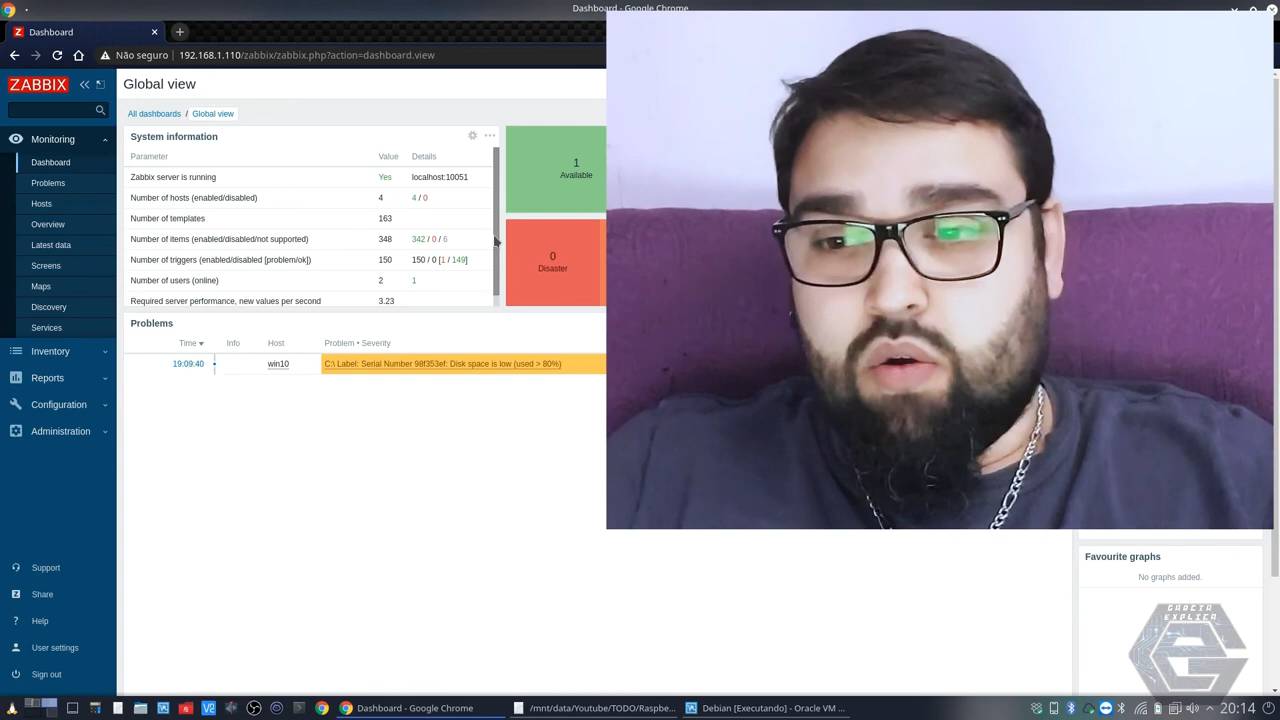 Dashboard - Google Chrome
Dashboard
Não seguro
192.168.1.110/zabbix/zabbix.php?action=dashboard.view
ZABBIX
Monitoring
Dashboard
Problems
Hosts
Overview
Latest data
Screens
Maps
Discovery
Services
Inventory
Reports
Configuration
Administration
Support
Share
Help
User settings
Sign out
Global view
All dashboards / Global view
System information
Parameter Value Details
Zabbix server is running Yes localhost:10051
Number of hosts (enabled/disabled) 4 4 / 0
Number of templates 163
Number of items (enabled/disabled/not supported) 348 342 / 0 / 6
Number of triggers (enabled/disabled [problem/ok]) 150 150 / 0 [1 / 149]
Number of users (online) 2 1
Required server performance, new values per second 3.23
1
Available
0
Disaster
Problems
Time Info Host Problem • Severity
19:09:40 win10 C:\ Label: Serial Number 98f353ef: Disk space is low (used > 80%)
Favourite graphs
No graphs added.
GARCIA
EXPLICA
Dashboard - Google Chrome
/mnt/data/Youtube/TODO/Raspbe...
Debian [Executando] - Oracle VM ...
20:14